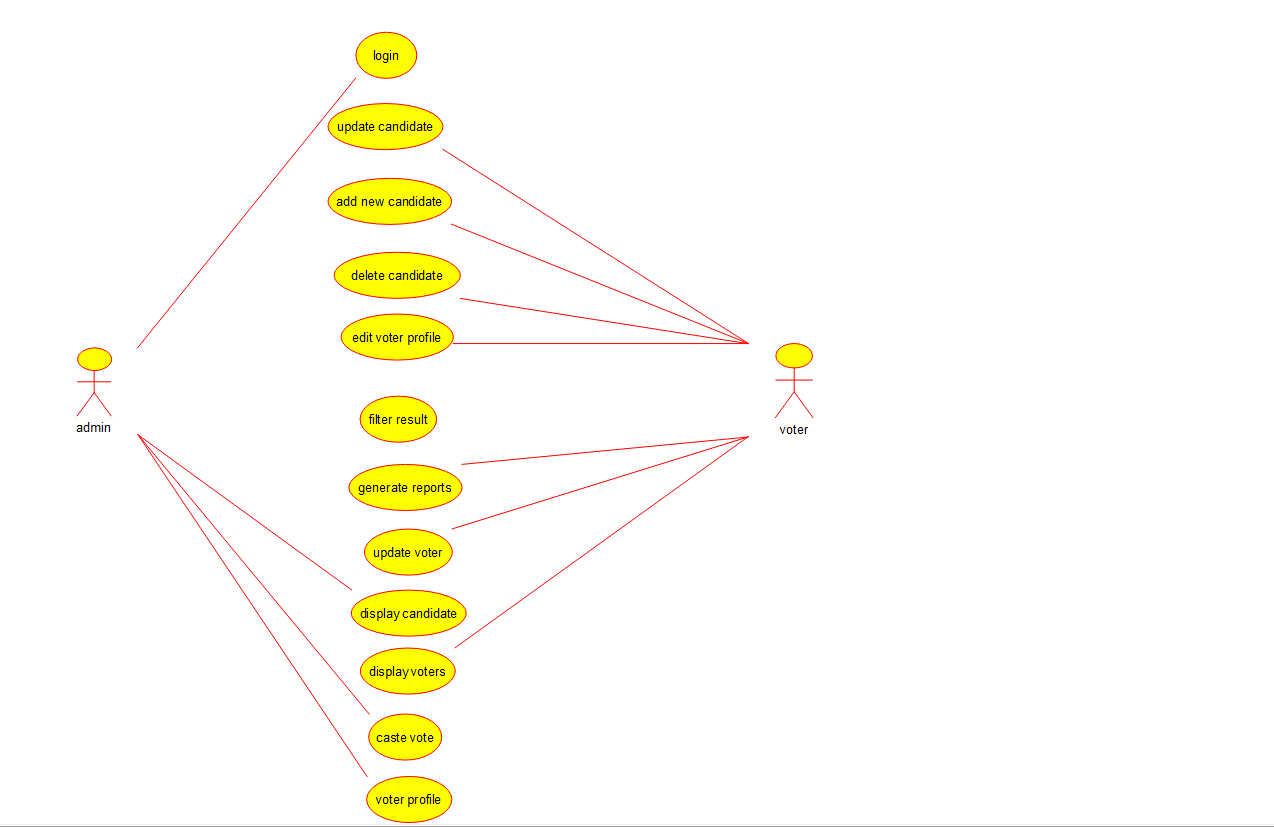 login
update candidate
add new candidate
delete candidate
edit voter profile
admin
voter
filter result
generate reports
update voter
display candidate
display voters
caste vote
voter profile